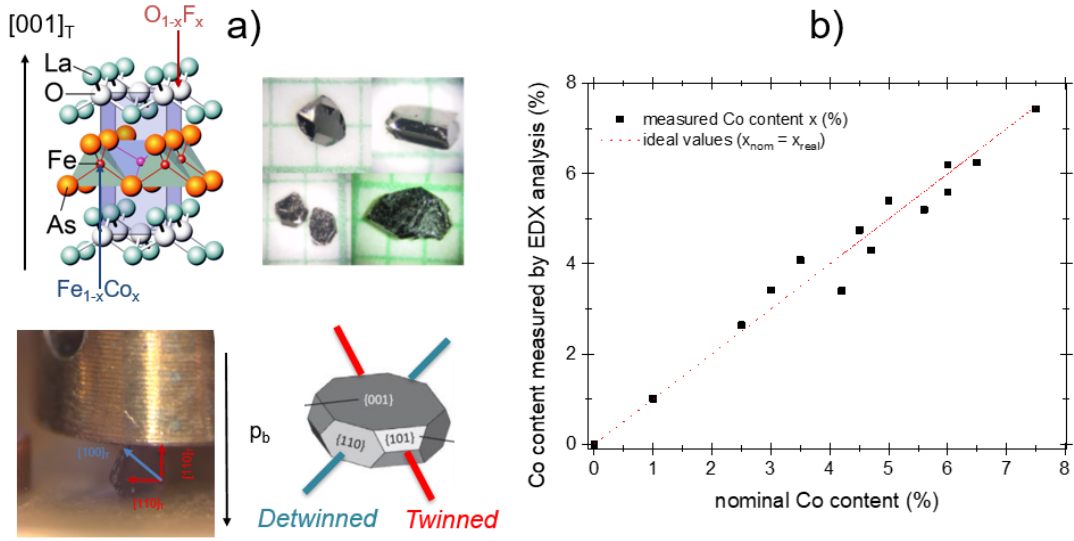 a)
[001]T
O1-xFx
La
O
Fe
As
Fe1-xCox
[100]T
[110]T
[110]T
pb
{001}
{110}
{101}
Detwinned
Twinned
b)
Co content measured by EDX analysis (%)
8
6
4
2
0
measured Co content x (%)
ideal values (xnom = xreal)
0 1 2 3 4 5 6 7 8
nominal Co content (%)